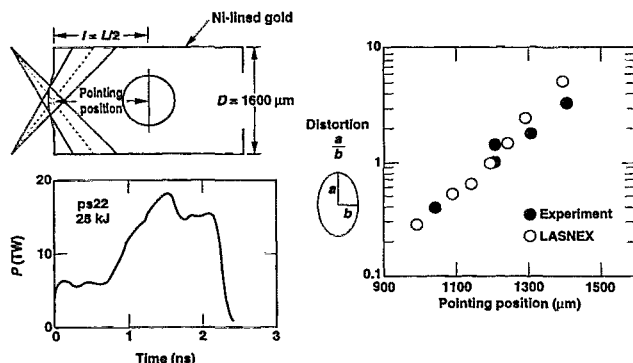 Ni-lined gold
l = L/2
Pointing
position
D = 1600 μm
20
ps22
25 kJ
10
P (TW)
0
0 1 2 3
Time (ns)
Distortion
a
b
a
b
10
1
0.1
Experiment
LASNEX
900 1100 1300 1500
Pointing position (μm)